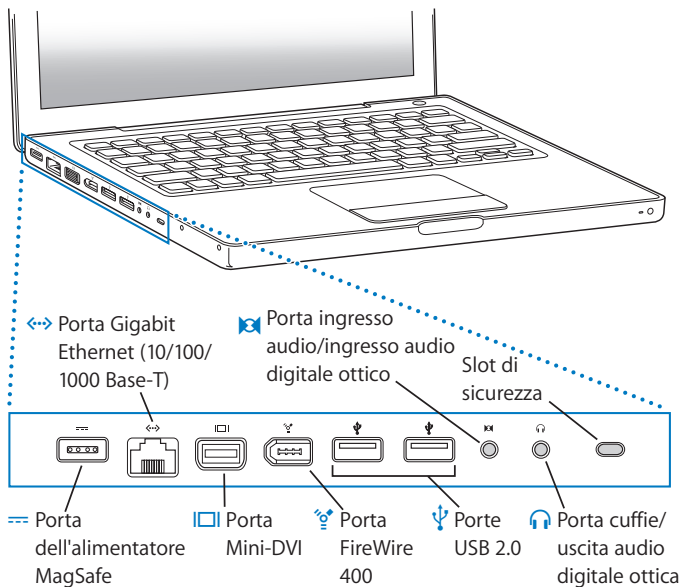 Porta Gigabit
Ethernet (10/100/
1000 Base-T)
Porta ingresso
audio/ingresso audio
digitale ottico
Slot di
sicurezza
Porta
dell'alimentatore
MagSafe
Porta
Mini-DVI
Porta
FireWire
400
Porte
USB 2.0
Porta cuffie/
uscita audio
digitale ottica